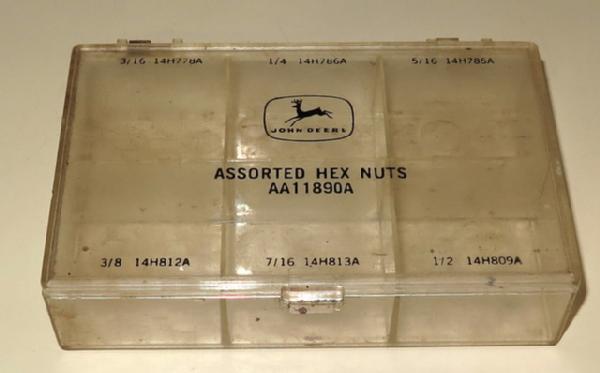 3/16 14H778A
1/4 14H786A
5/16 14H785A
JOHN DEERE
ASSORTED HEX NUTS
AA11890A
3/8 14H812A
7/16 14H813A
1/2 14H809A